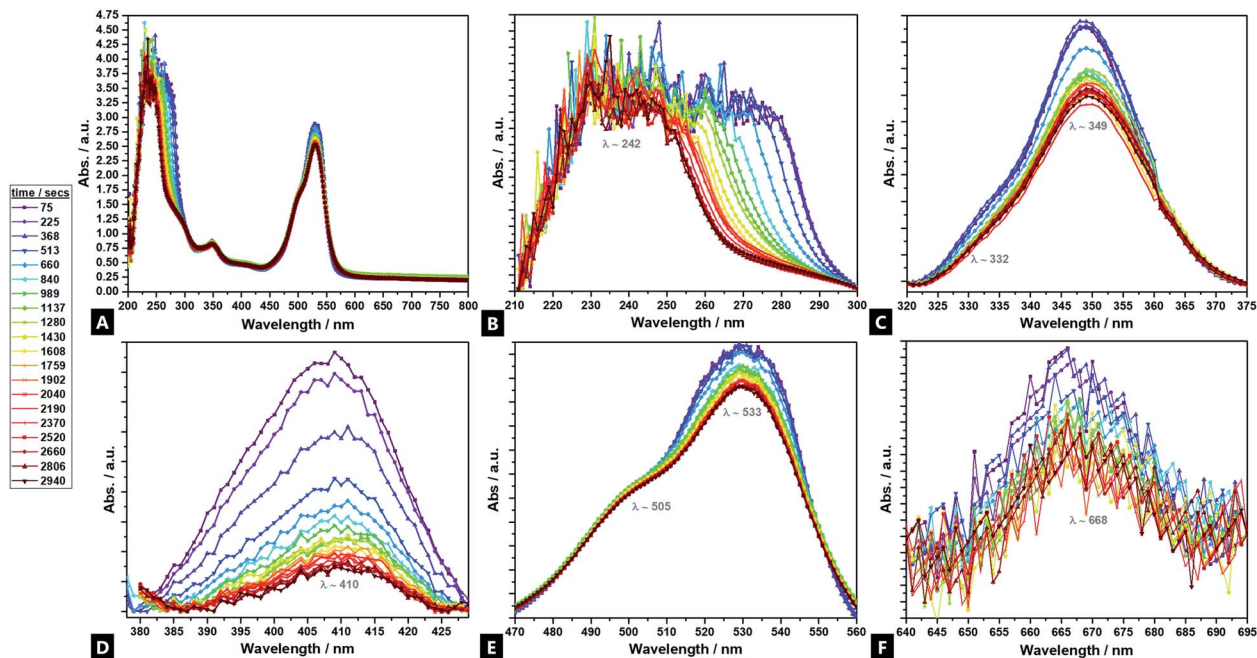 4.75
4.50
4.25
4.00
3.75
3.50
3.25
3.00
2.75
2.50
2.25
2.00
1.75
1.50
1.25
1.00
0.75
0.50
0.25
0.00
Abs. / a.u.
200 250 300 350 400 450 500 550 600 650 700 750 800
Wavelength / nm
A
Abs. / a.u.
λ ~ 242
210 220 230 240 250 260 270 280 290 300
Wavelength / nm
B
Abs. / a.u.
λ ~ 349
λ ~ 332
320 325 330 335 340 345 350 355 360 365 370 375
Wavelength / nm
C
time / secs
75
225
368
513
660
840
989
1137
1280
1430
1608
1759
1902
2040
2190
2370
2520
2660
2806
2940
Abs. / a.u.
λ ~ 410
380 385 390 395 400 405 410 415 420 425
Wavelength / nm
D
Abs. / a.u.
λ ~ 533
λ ~ 505
470 480 490 500 510 520 530 540 550 560
Wavelength / nm
E
Abs. / a.u.
λ ~ 668
640 645 650 655 660 665 670 675 680 685 690 695
Wavelength / nm
F